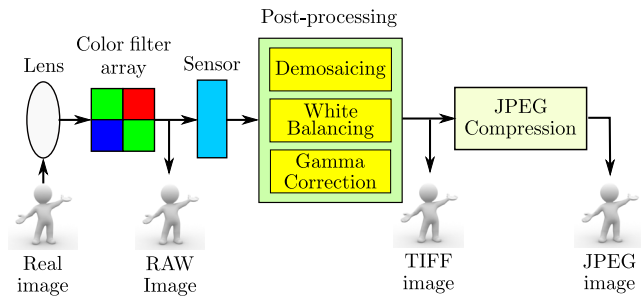 Post-processing
Color filter
array
Lens
Sensor
Demosaicing
White
Balancing
Gamma
Correction
JPEG
Compression
Real
image
RAW
Image
TIFF
image
JPEG
image